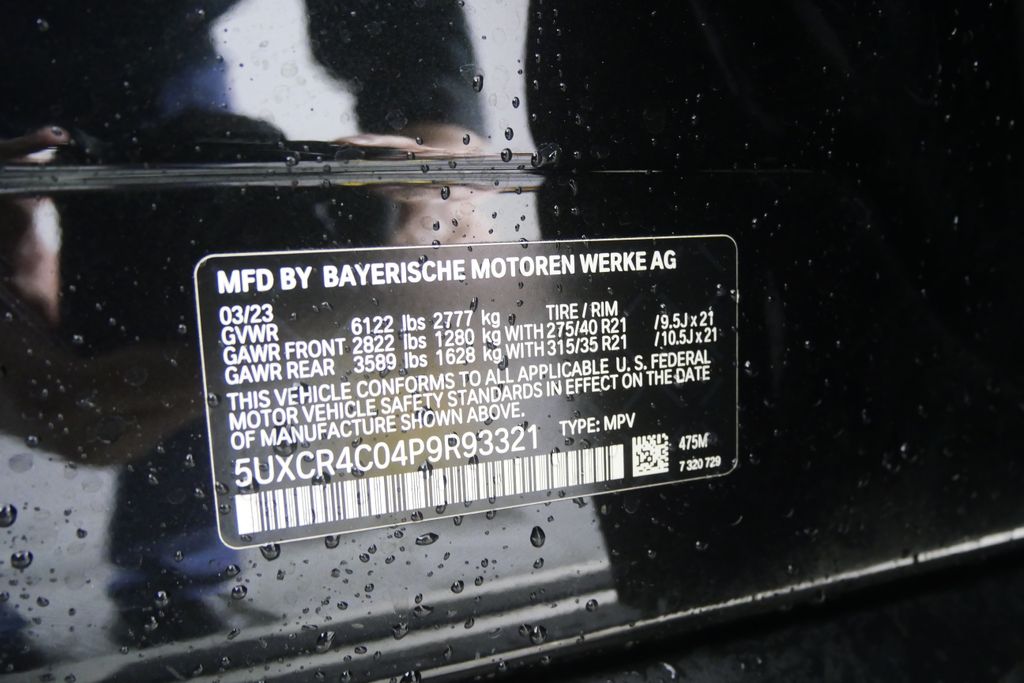 MFD BY BAYERISCHE MOTOREN WERKE AG
03/23 TIRE / RIM
GVWR 6122 lbs 2777 kg
GAWR FRONT 2822 lbs 1280 kg WITH 275/40 R21 /9.5J x 21
GAWR REAR 3589 lbs 1628 kg WITH 315/35 R21 /10.5J x 21
THIS VEHICLE CONFORMS TO ALL APPLICABLE U.S. FEDERAL
MOTOR VEHICLE SAFETY STANDARDS IN EFFECT ON THE DATE
OF MANUFACTURE SHOWN ABOVE.
5UXCR4C04P9R93321 TYPE: MPV
475M
7 320 729